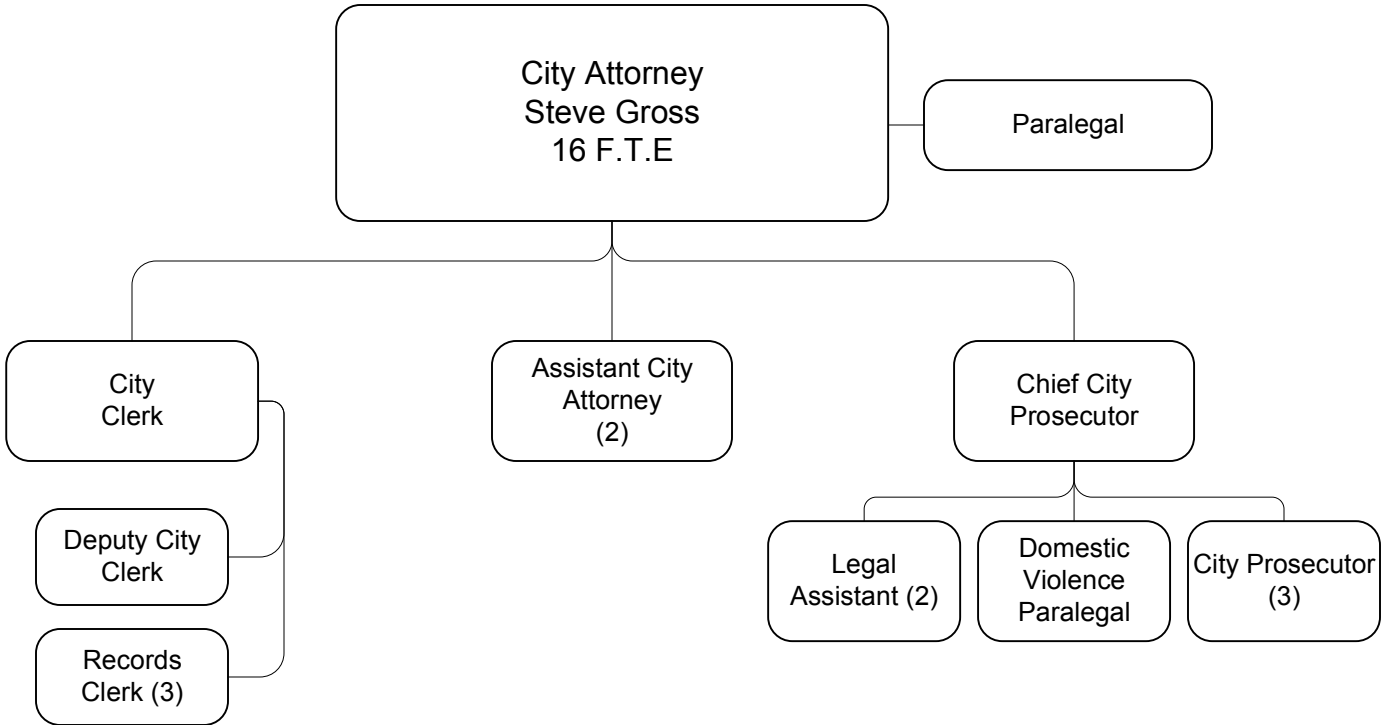 City Attorney
Steve Gross
16 F.T.E
Paralegal
City
Clerk
Assistant City
Attorney
(2)
Chief City
Prosecutor
Deputy City
Clerk
Records
Clerk (3)
Legal
Assistant (2)
Domestic
Violence
Paralegal
City Prosecutor
(3)